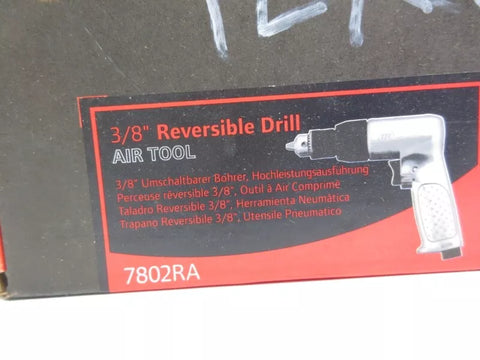 3/8" Reversible Drill
AIR TOOL
3/8" Umschaltbarer Bohrer, Hochleistungsausführung
Perceuse réversible 3/8", Outil à Air Comprimé
Taladro Reversible 3/8", Herramienta Neumática
Trapano Reversibile 3/8", Utensile Pneumatico
7802RA